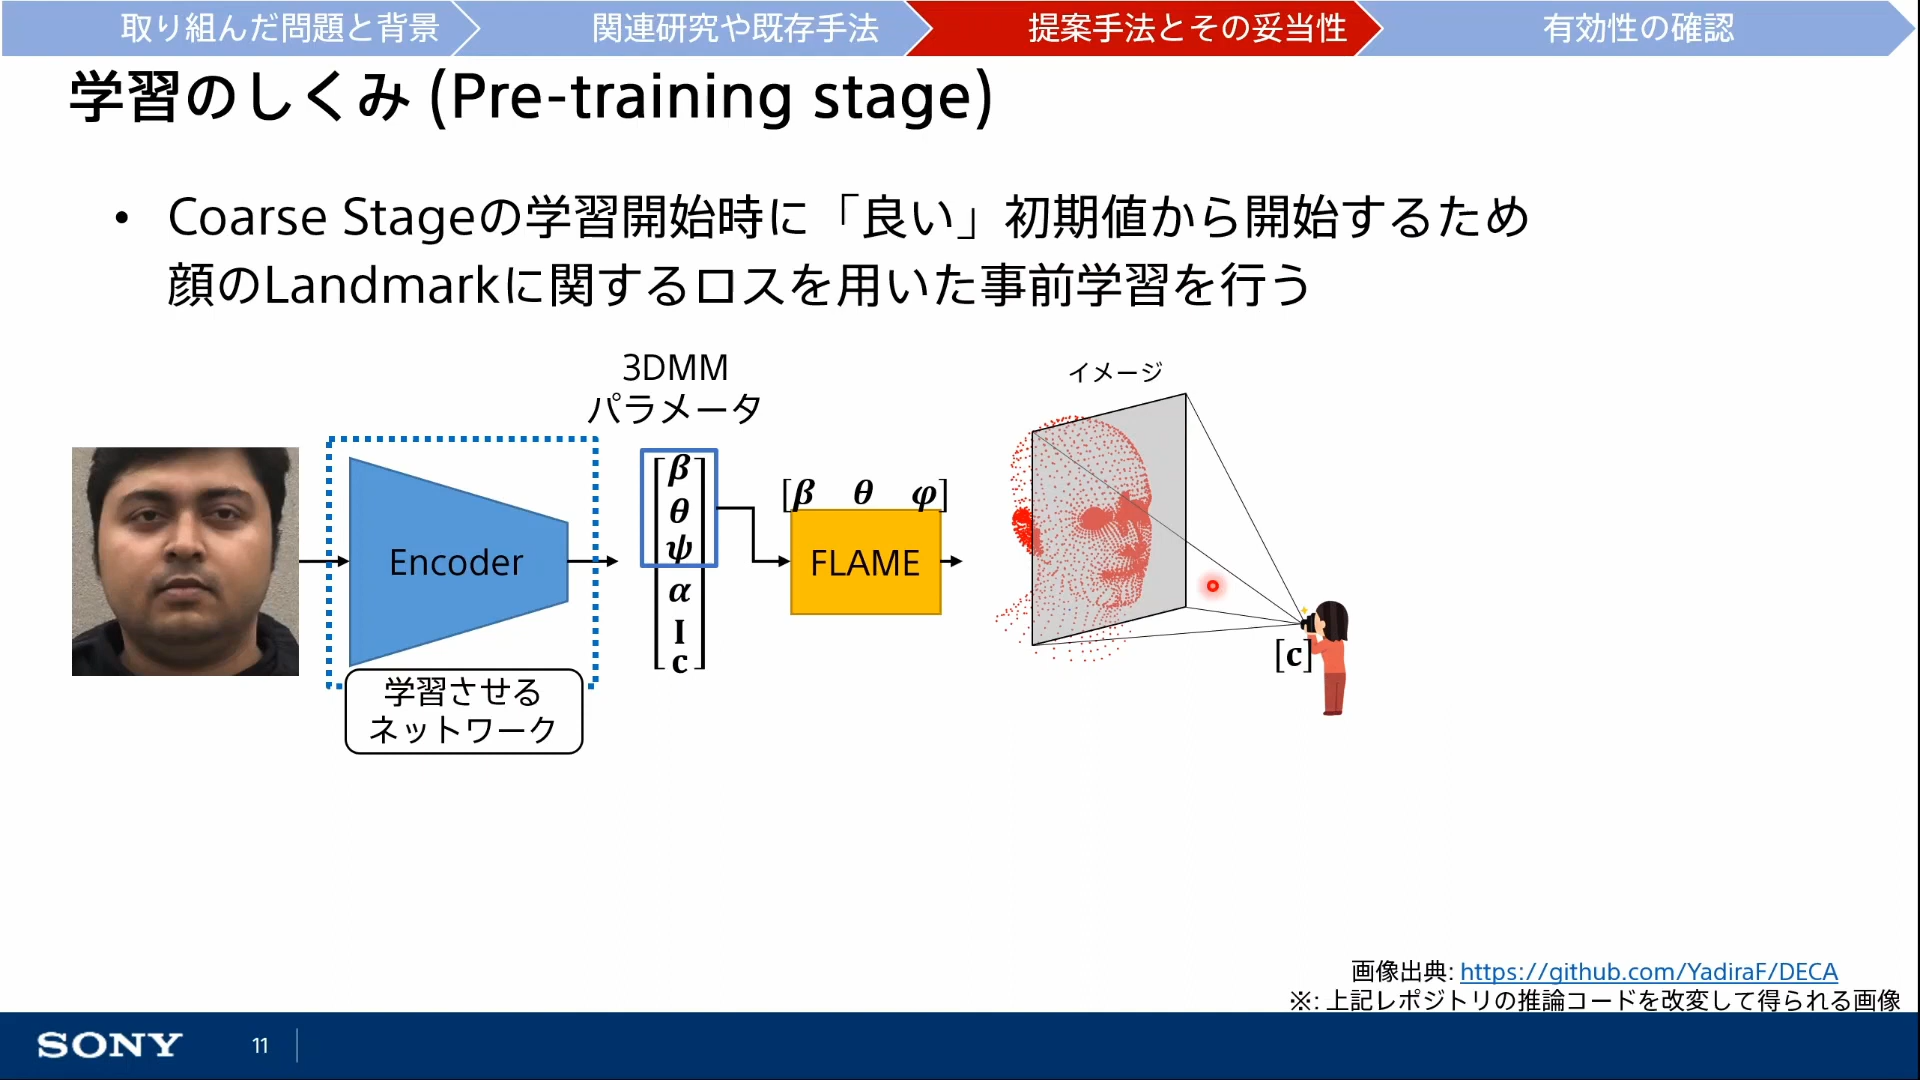 取り組んだ問題と背景
関連研究や既存手法
提案手法とその妥当性
有効性の確認
学習のしくみ (Pre-training stage)
• Coarse Stageの学習開始時に「良い」初期値から開始するため
顔のLandmarkに関するロスを用いた事前学習を行う
3DMM
パラメータ
イメージ
Encoder
学習させる
ネットワーク
β
θ
ψ
α
I
c
[β θ φ]
FLAME
[c]
画像出典: https://github.com/YadiraF/DECA
※: 上記レポジトリの推論コードを改変して得られる画像
SONY
11